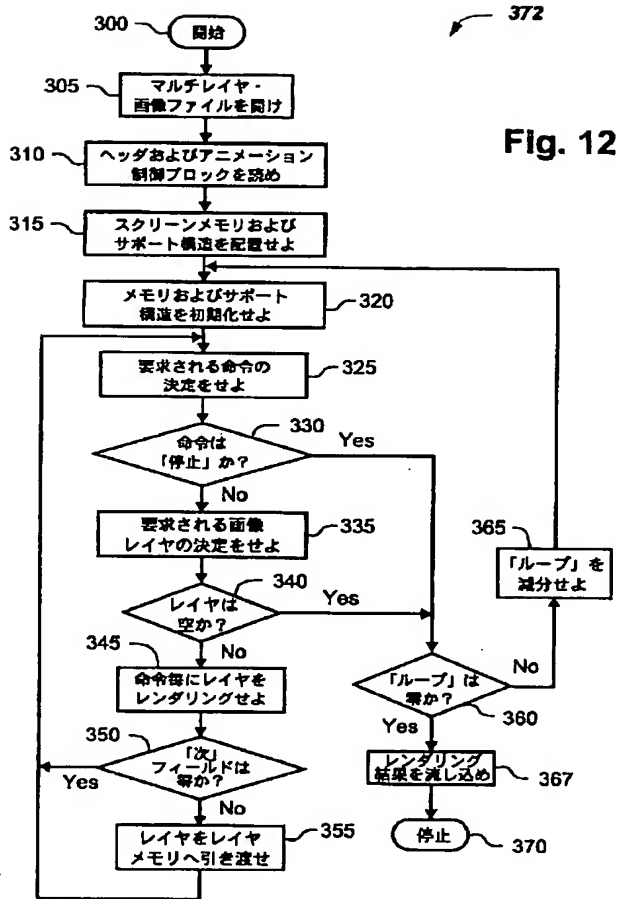 372
300
開始
305
マルチレイヤ・
画像ファイルを開け
Fig. 12
310
ヘッダおよびアニメーション
制御ブロックを読め
315
スクリーンメモリおよび
サポート構造を配置せよ
メモリおよびサポート
構造を初期化せよ
320
要求される命令の
決定をせよ
325
330
命令は
「停止」か?
Yes
No
要求される画像
レイヤの決定をせよ
335
365
「ループ」を
減分せよ
340
レイヤは
空か?
Yes
No
345
命令毎にレイヤを
レンダリングせよ
「ループ」は
零か?
No
360
350
「次」
フィールドは
零か?
Yes
No
Yes
レンダリング
結果を流し込め
367
レイヤをレイヤ
メモリへ引き渡せ
355
停止
370